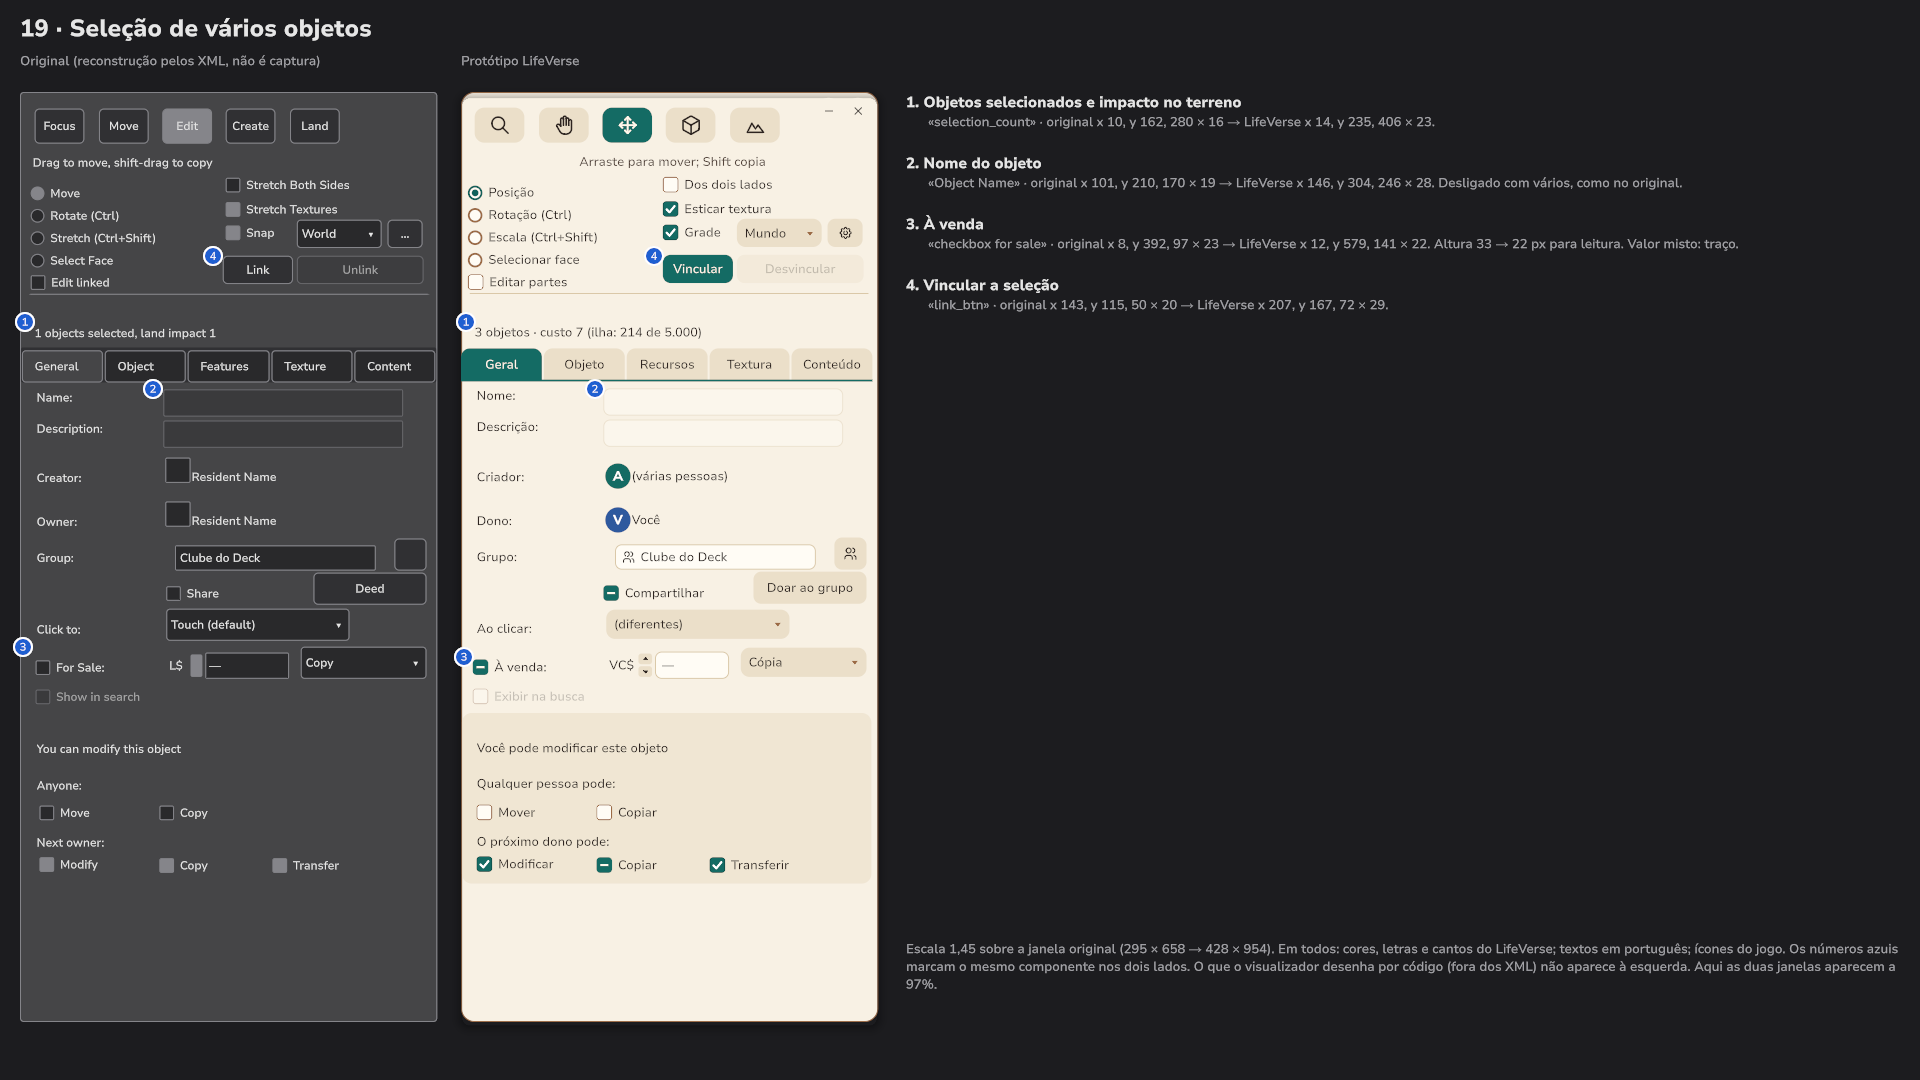 19 · Seleção de vários objetos
Original (reconstrução pelos XML, não é captura)
Focus
Move
Edit
Create
Land
Drag to move, shift-drag to copy
Move
Rotate (Ctrl)
Stretch (Ctrl+Shift)
Select Face
Edit linked
Stretch Both Sides
Stretch Textures
Snap
World
...
4
Link
Unlink
1
1 objects selected, land impact 1
General
Object
Features
Texture
Content
2
Name:
Description:
Creator:
Resident Name
Owner:
Resident Name
Group:
Clube do Deck
Share
Deed
Click to:
Touch (default)
3
For Sale:
L$
—
Copy
Show in search
You can modify this object
Anyone:
Move
Copy
Next owner:
Modify
Copy
Transfer
Protótipo LifeVerse
Arraste para mover; Shift copia
Posição
Rotação (Ctrl)
Escala (Ctrl+Shift)
Selecionar face
Editar partes
Dos dois lados
Esticar textura
Grade
Mundo
4
Vincular
Desvincular
1
3 objetos · custo 7 (ilha: 214 de 5.000)
Geral
Objeto
Recursos
Textura
Conteúdo
2
Nome:
Descrição:
Criador:
A
(várias pessoas)
Dono:
V
Você
Grupo:
Clube do Deck
Compartilhar
Doar ao grupo
Ao clicar:
(diferentes)
3
À venda:
VC$
—
Cópia
Exibir na busca
Você pode modificar este objeto
Qualquer pessoa pode:
Mover
Copiar
O próximo dono pode:
Modificar
Copiar
Transferir
1. Objetos selecionados e impacto no terreno
«selection_count» · original x 10, y 162, 280 × 16 → LifeVerse x 14, y 235, 406 × 23.
2. Nome do objeto
«Object Name» · original x 101, y 210, 170 × 19 → LifeVerse x 146, y 304, 246 × 28. Desligado com vários, como no original.
3. À venda
«checkbox for sale» · original x 8, y 392, 97 × 23 → LifeVerse x 12, y 579, 141 × 22. Altura 33 → 22 px para leitura. Valor misto: traço.
4. Vincular a seleção
«link_btn» · original x 143, y 115, 50 × 20 → LifeVerse x 207, y 167, 72 × 29.
Escala 1,45 sobre a janela original (295 × 658 → 428 × 954). Em todos: cores, letras e cantos do LifeVerse; textos em português; ícones do jogo. Os números azuis
marcam o mesmo componente nos dois lados. O que o visualizador desenha por código (fora dos XML) não aparece à esquerda. Aqui as duas janelas aparecem a
97%.